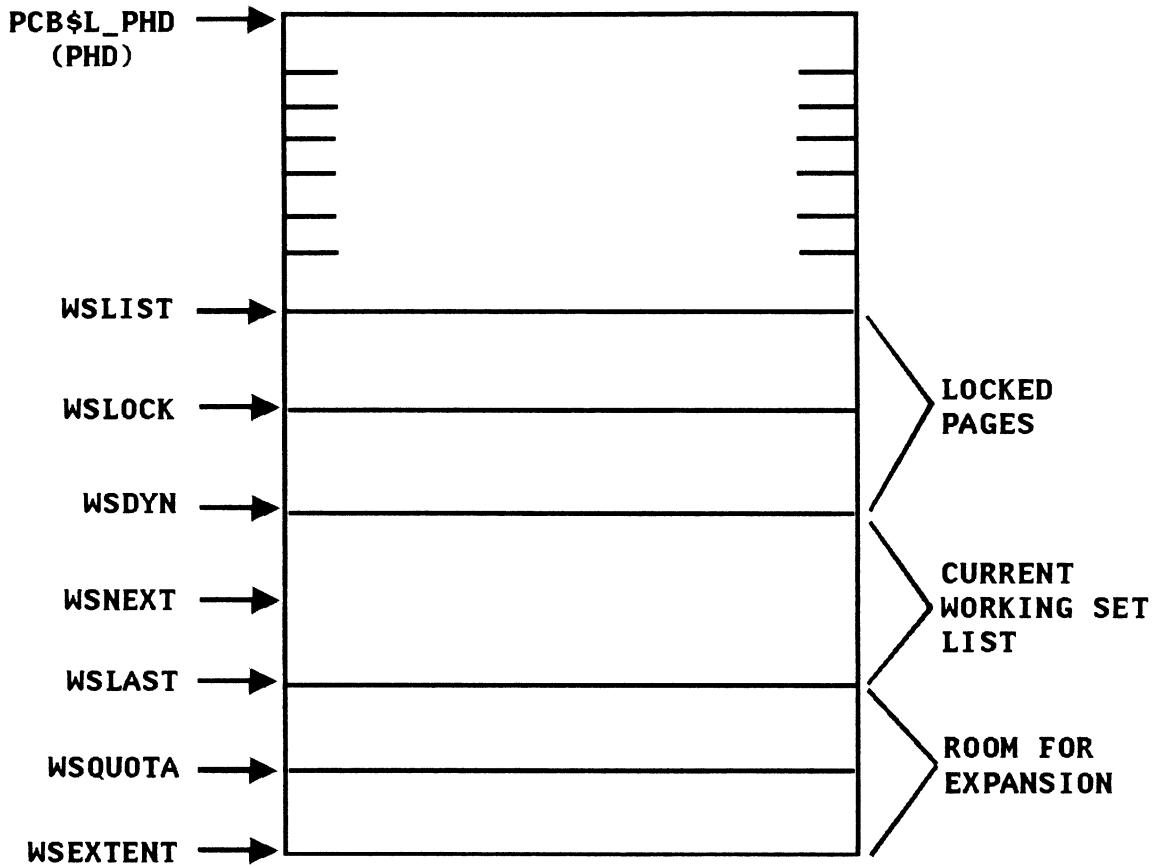 PCB$L_PHD
(PHD)
WSLIST
WSLOCK
LOCKED
PAGES
WSDYN
WSNEXT
CURRENT
WORKING SET
LIST
WSLAST
WSQUOTA
ROOM FOR
EXPANSION
WSEXTENT